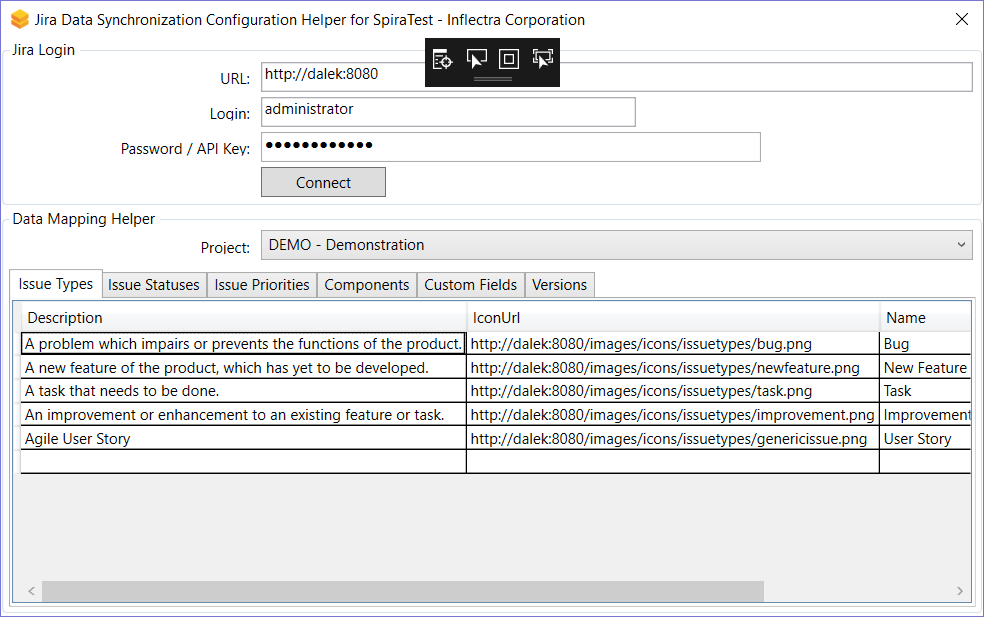 Jira Data Synchronization Configuration Helper for SpiraTest - Inflectra Corporation
Jira Login
URL: http://dalek:8080
Login: administrator
Password / API Key: ●●●●●●●●●●●●
Connect
Data Mapping Helper
Project: DEMO - Demonstration
Issue Types Issue Statuses Issue Priorities Components Custom Fields Versions
Description IconUrl Name
A problem which impairs or prevents the functions of the product. http://dalek:8080/images/icons/issuetypes/bug.png Bug
A new feature of the product, which has yet to be developed. http://dalek:8080/images/icons/issuetypes/newfeature.png New Feature
A task that needs to be done. http://dalek:8080/images/icons/issuetypes/task.png Task
An improvement or enhancement to an existing feature or task. http://dalek:8080/images/icons/issuetypes/improvement.png Improvement
Agile User Story http://dalek:8080/images/icons/issuetypes/genericissue.png User Story